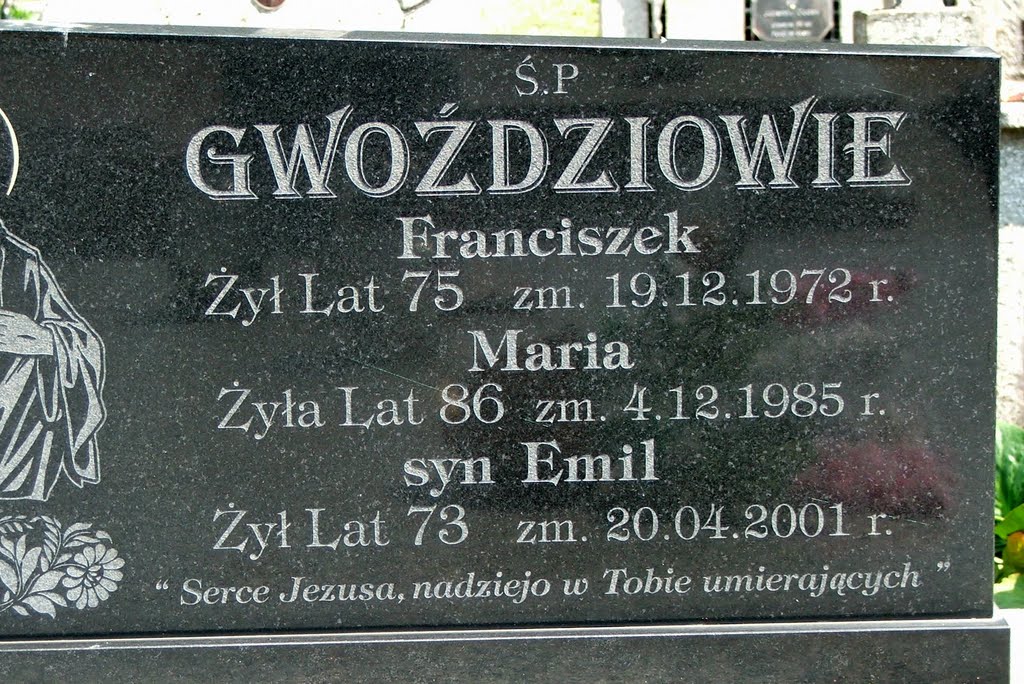 Ś.P
GWOŹDZIOWIE
Franciszek
Żył Lat 75 zm. 19.12.1972 r.
Maria
Żyła Lat 86 zm. 4.12.1985 r.
syn Emil
Żył Lat 73 zm. 20.04.2001 r.
“ Serce Jezusa, nadziejo w Tobie umierających ”